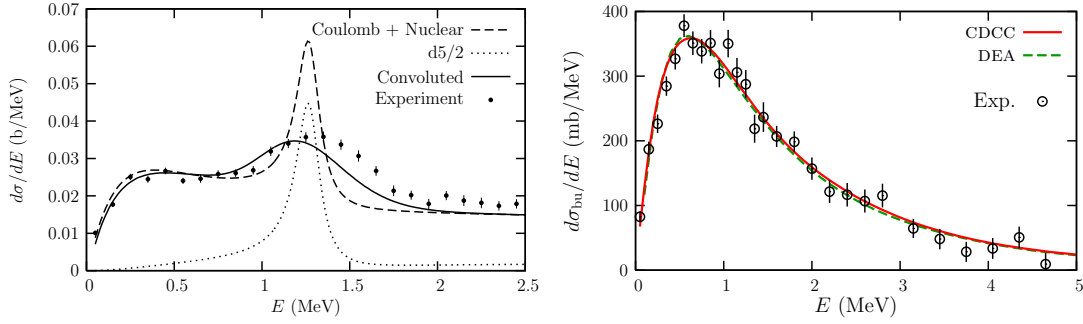 0.07
0.06
0.05
0.04
0.03
0.02
0.01
0
dσ/dE (b/MeV)
Coulomb + Nuclear
d5/2
Convoluted
Experiment
0 0.5 1 1.5 2 2.5
E (MeV)
400
300
200
100
0
dσbu/dE (mb/MeV)
CDCC
DEA
Exp.
0 1 2 3 4 5
E (MeV)